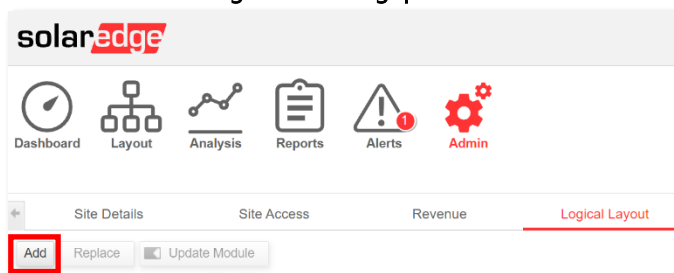 solaredge
1
Dashboard Layout Analysis Reports Alerts Admin
Site Details Site Access Revenue Logical Layout
Add Replace Update Module